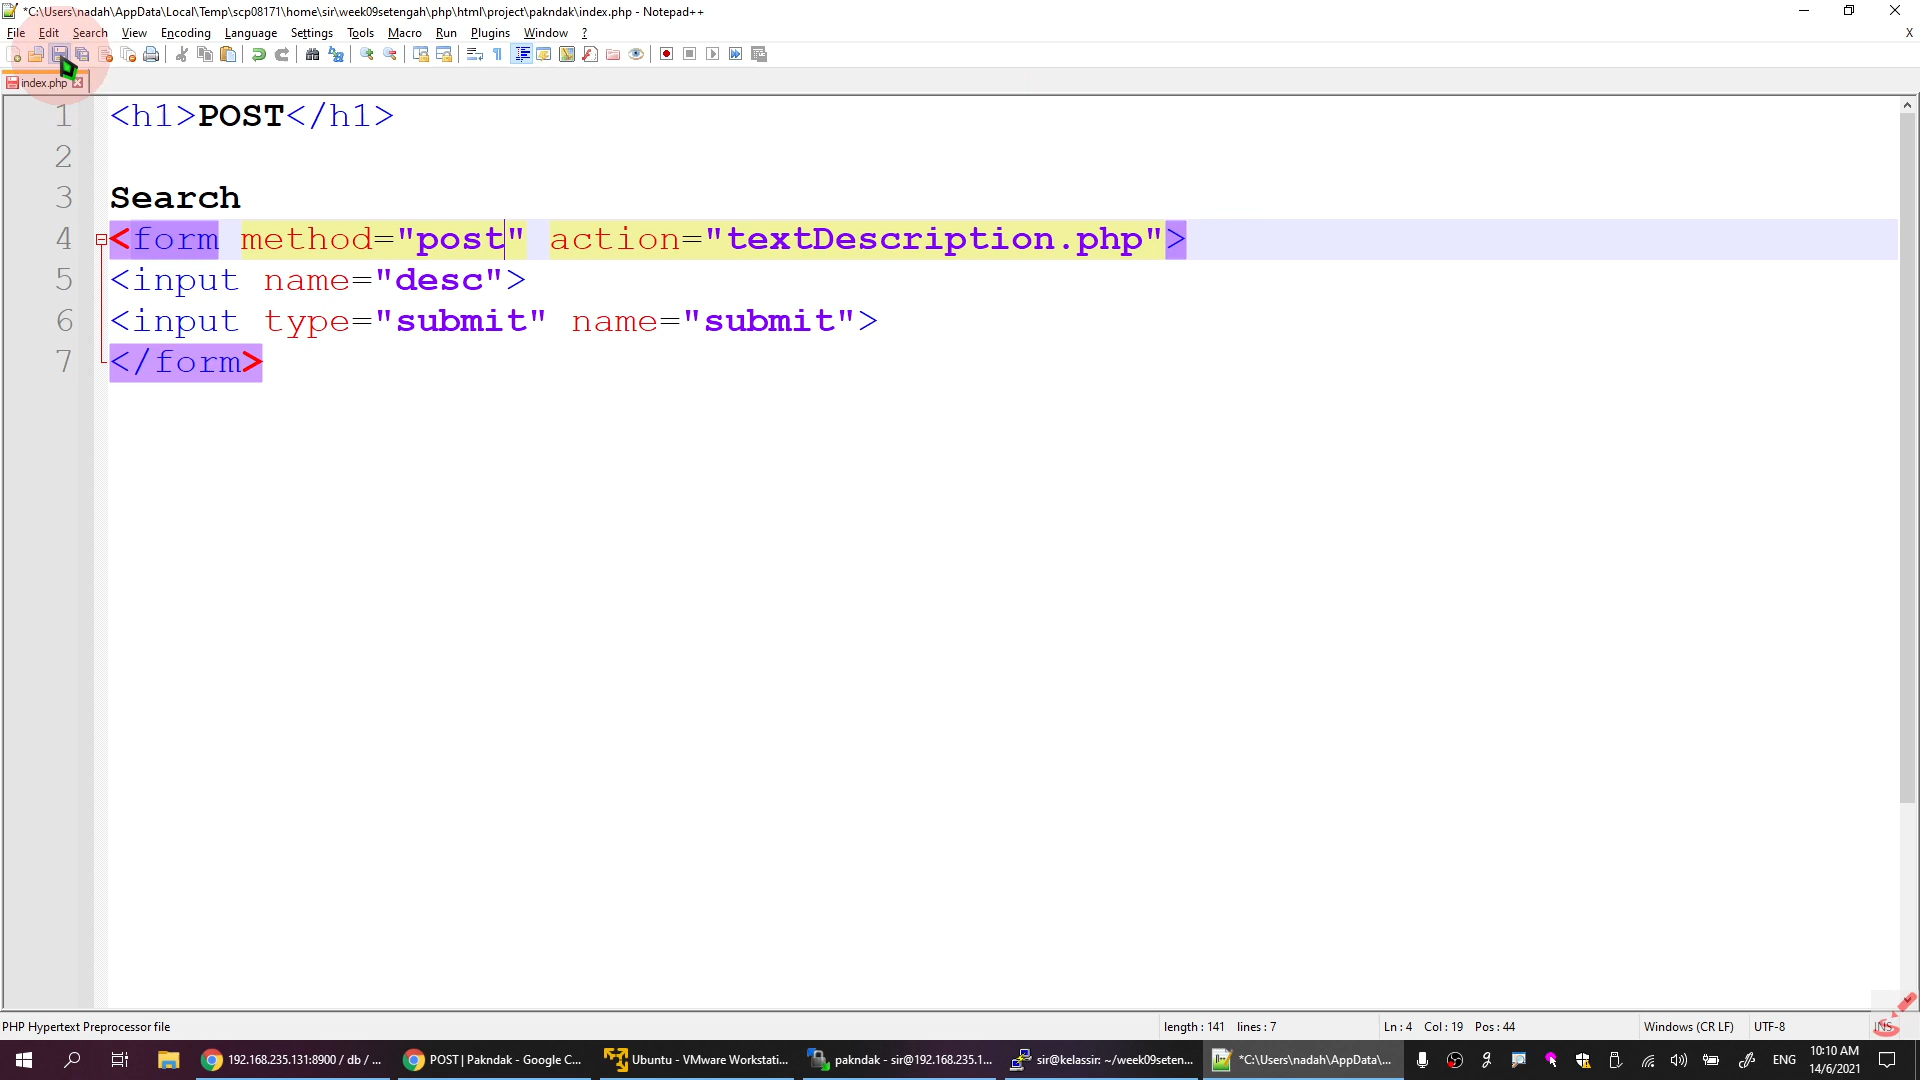 *C:\Users\nadah\AppData\Local\Temp\scp08171\home\sir\week09setengah\php\html\project\pakndak\index.php - Notepad++
File Edit Search View Encoding Language Settings Tools Macro Run Plugins Window ? X
index.php
1 <h1>POST</h1>
2
3 Search
4 <form method="post" action="textDescription.php">
5 <input name="desc">
6 <input type="submit" name="submit">
7 </form>
PHP Hypertext Preprocessor file length : 141 lines : 7 Ln : 4 Col : 19 Pos : 44 Windows (CR LF) UTF-8 INS
192.168.235.131:8900 / db / ... POST | Pakndak - Google C... Ubuntu - VMware Workstati... pakndak - sir@192.168.235.1... sir@kelassir: ~/week09seten... *C:\Users\nadah\AppData\... ENG 10:10 AM
14/6/2021